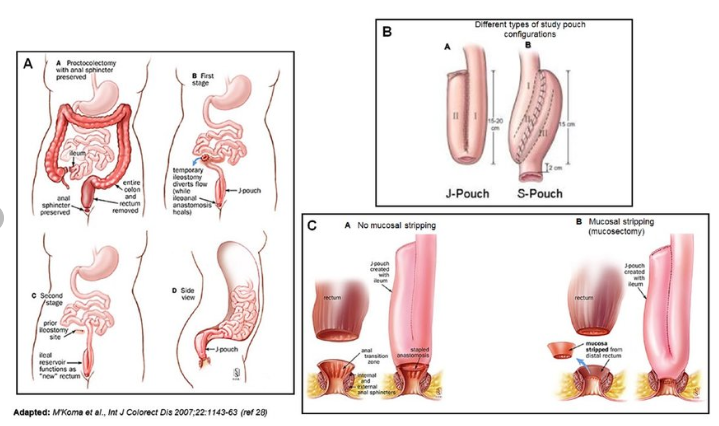 A
A Proctocolectomy
with anal sphincter
preserved
ileum
anal
sphincter
preserved
entire
colon
and
rectum
removed
B First
stage
temporary
ileostomy
diverts flow
(while
ileoanal
anastomosis
heals)
J-pouch
C Second
stage
prior
ileostomy
site
ileal
reservoir
functions as
"new" rectum
D Side
view
J-pouch
Adapted: M'Koma et al., Int J Colorect Dis 2007;22:1143-63 (ref 28)
B
Different types of study pouch
configurations
A
B
II
I
15-20
cm
I
II
III
15 cm
2 cm
J-Pouch
S-Pouch
C
A No mucosal stripping
rectum
J-pouch
created
with
ileum
anal
transition
zone
stapled
anastomosis
internal
and
external
anal sphincters
B Mucosal stripping
(mucosectomy)
rectum
J-pouch
created
with
ileum
mucosa
stripped from
distal rectum